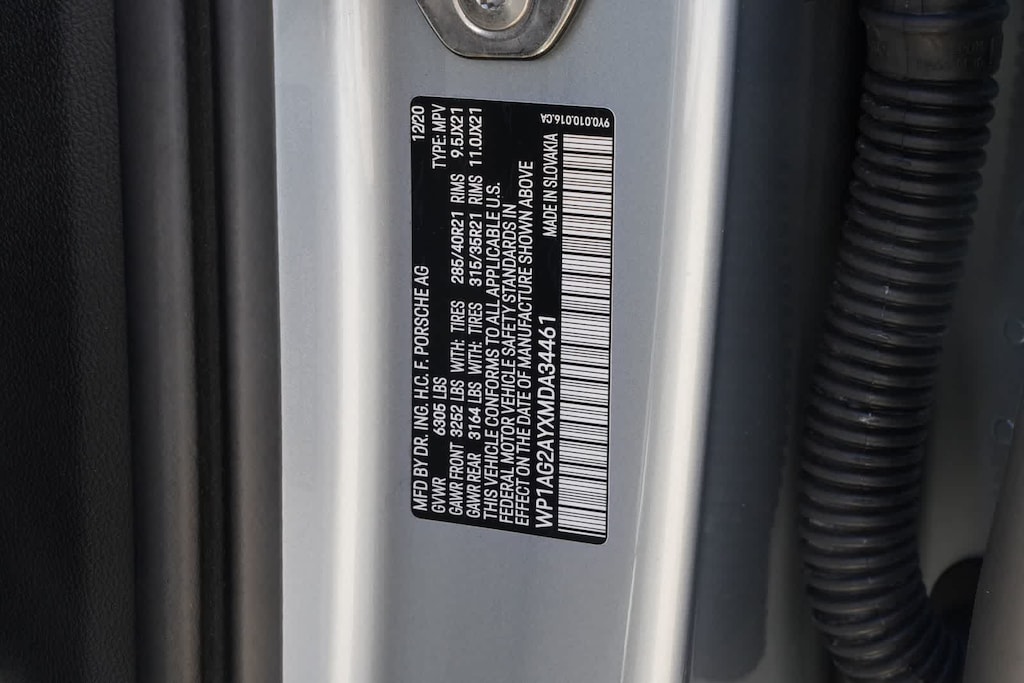 MFD BY DR. ING. H.C. F. PORSCHE AG 12/20
GVWR 6305 LBS TYPE: MPV
GAWR FRONT 3252 LBS WITH: TIRES 285/40R21 RIMS 9.5JX21
GAWR REAR 3164 LBS WITH: TIRES 315/35R21 RIMS 11.0JX21
THIS VEHICLE CONFORMS TO ALL APPLICABLE U.S.
FEDERAL MOTOR VEHICLE SAFETY STANDARDS IN
EFFECT ON THE DATE OF MANUFACTURE SHOWN ABOVE
WP1AG2AYXMDA34461 MADE IN SLOVAKIA
9Y0.010.016.CA